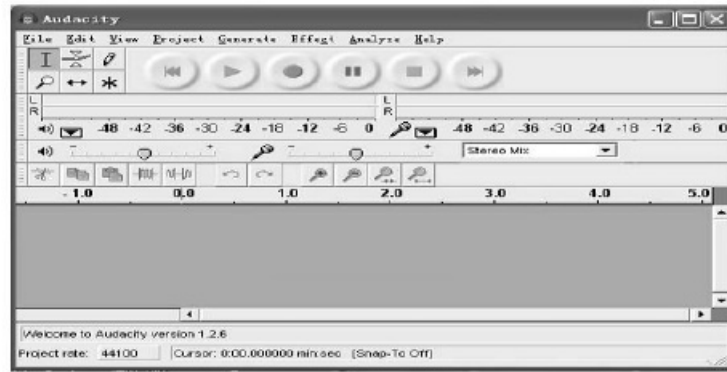 Audacity
File Edit View Project Generate Effect Analyze Help
L
R
L
R
-48 -42 -36 -30 -24 -18 -12 -6 0
-48 -42 -36 -30 -24 -18 -12 -6 0
Stereo Mix
- 1.0 0.0 1.0 2.0 3.0 4.0 5.0
Welcome to Audacity version 1.2.6
Project rate: 44100 Cursor: 0:00.000000 min:sec [Snap-To Off]